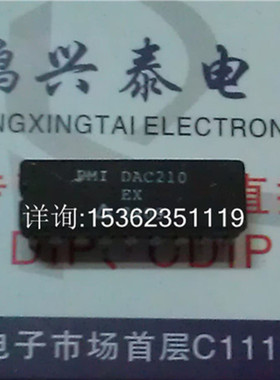 鸿兴泰电
NGXINGTAI ELECTRON
PMI DAC210
EX
详询:15362351119
DIP、CDIP
电子市场首层C111